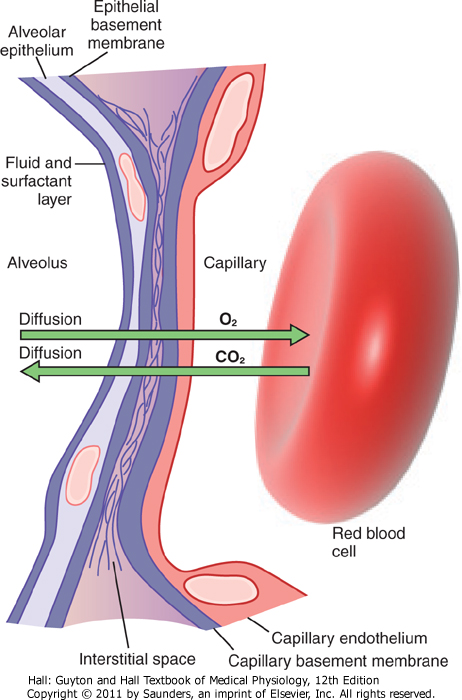 Epithelial
basement
membrane
Alveolar
epithelium
Fluid and
surfactant
layer
Alveolus
Capillary
Diffusion
O2
Diffusion
CO2
Red blood
cell
Capillary endothelium
Interstitial space
Capillary basement membrane
Hall: Guyton and Hall Textbook of Medical Physiology, 12th Edition
Copyright © 2011 by Saunders, an imprint of Elsevier, Inc. All rights reserved.